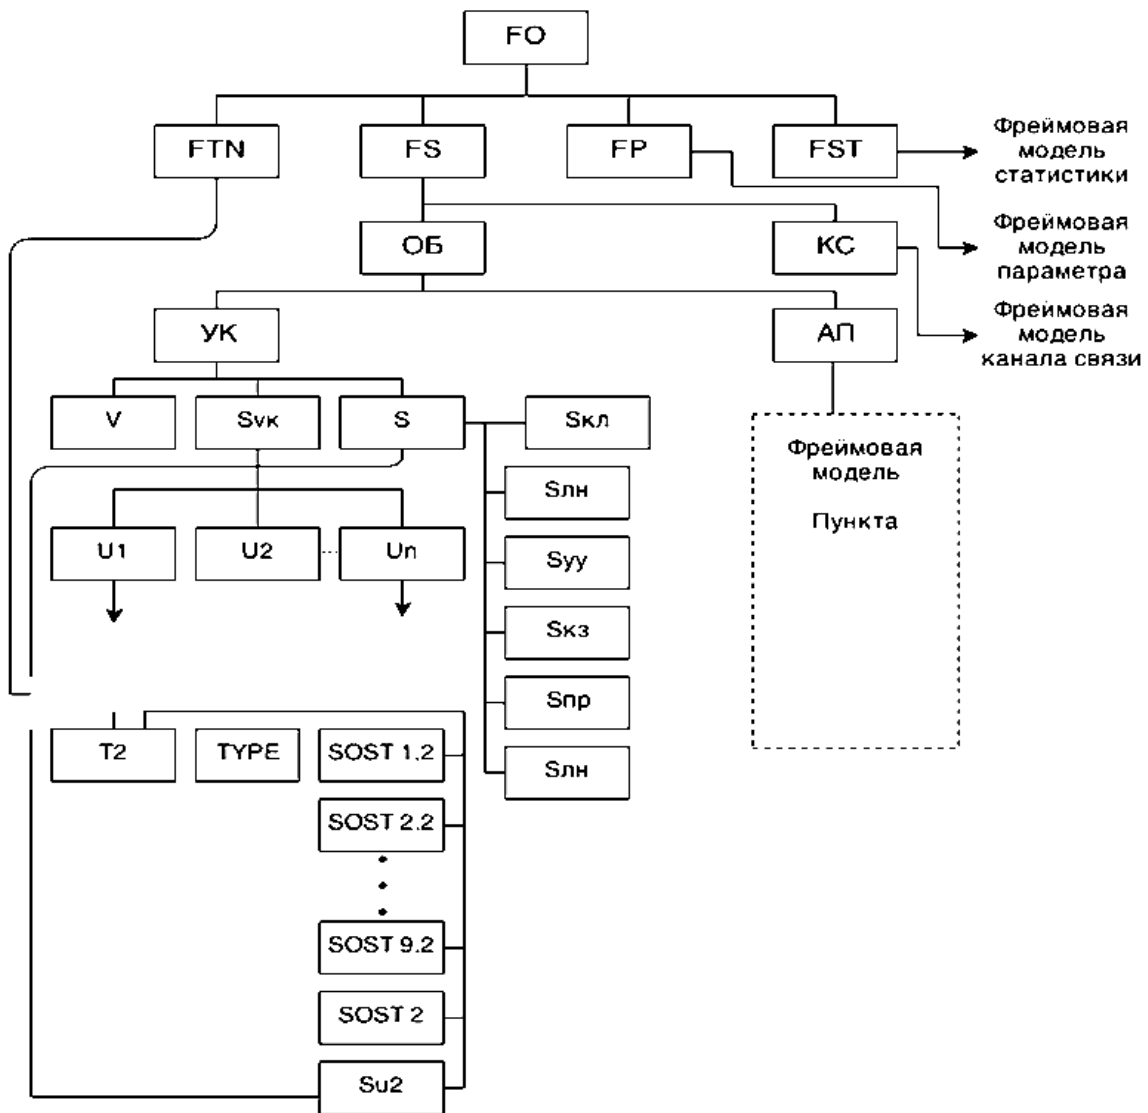 FO
FTN
FS
FP
FST
Фреймовая
модель
статистики
ОБ
КС
Фреймовая
модель
параметра
УК
АП
Фреймовая
модель
канала связи
V
Svк
S
Sкл
Фреймовая
модель
Пункта
Sлн
U1
U2
Un
Sуу
Sкз
Sпр
T2
TYPE
SOST 1.2
Sлн
SOST 2.2
SOST 9.2
SOST 2
Su2